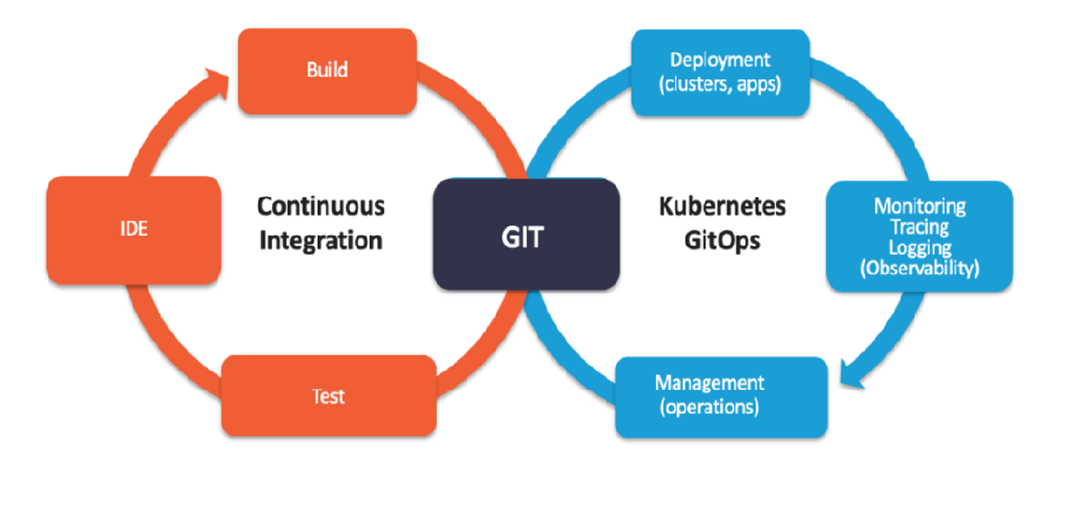 Build
Deployment
(clusters, apps)
IDE
Continuous
Integration
GIT
Kubernetes
GitOps
Monitoring
Tracing
Logging
(Observability)
Test
Management
(operations)